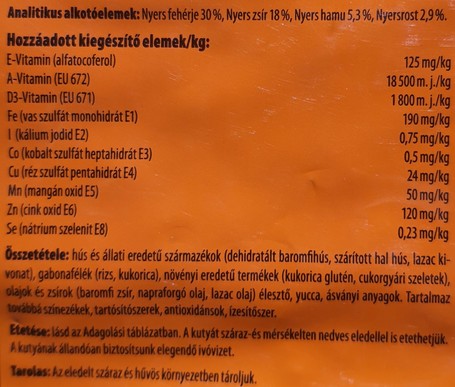 Analitikus alkotóelemek: Nyers fehérje 30 %, Nyers zsír 18 %, Nyers hamu 5,3 %, Nyersrost 2,9 %.
Hozzáadott kiegészítő elemek/kg:
E-Vitamin (alfatocoferol) 125 mg/kg
A-Vitamin (EU 672) 18 500 m. j./kg
D3-Vitamin (EU 671) 1 800 m. j./kg
Fe (vas szulfát monohidrát E1) 190 mg/kg
I (kálium jodid E2) 0,75 mg/kg
Co (kobalt szulfát heptahidrát E3) 0,5 mg/kg
Cu (réz szulfát pentahidrát E4) 24 mg/kg
Mn (mangán oxid E5) 50 mg/kg
Zn (cink oxid E6) 120 mg/kg
Se (nátrium szelenit E8) 0,23 mg/kg
Összetétele: hús és állati eredetű származékok (dehidratált baromfihús, szárított hal hús, lazac ki-
vonat), gabonafélék (rizs, kukorica), növényi eredetű termékek (kukorica glutén, cukorgyári szeletek),
olajok és zsírok (baromfi zsír, napraforgó olaj, lazac olaj) élesztő, yucca, ásványi anyagok. Tartalmaz
továbbá színezékek, tartósítószerek, antioxidánsok, ízesítőszer.
Etetése: lásd az Adagolási táblázatban. A kutyát száraz-és mérsékelten nedves eledellel is etethetjük.
A kutyának állandóan biztosítsunk elegendő ivóvizet.
Tarolas: Az eledelt száraz és hűvös környezetben tároljuk.